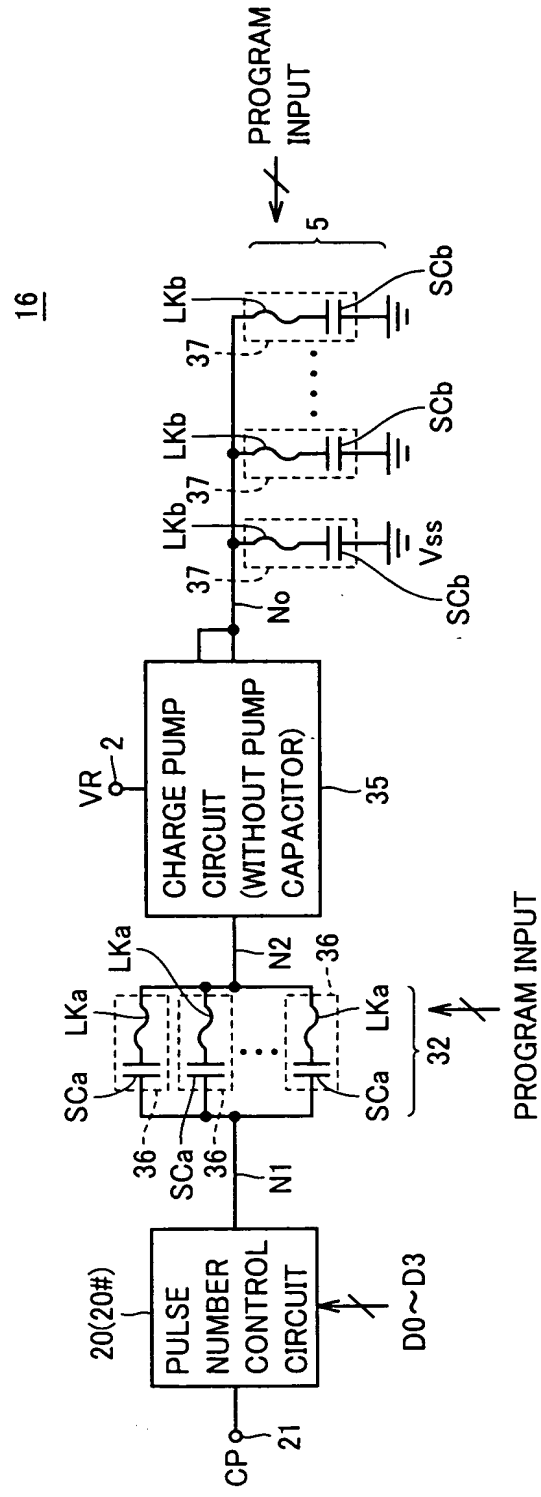 16
CP
21
20(20#)
PULSE
NUMBER
CONTROL
CIRCUIT
D0~D3
N1
SCa
LKa
36
SCa
LKa
36
36
SCa
LKa
32
PROGRAM INPUT
N2
VR
2
CHARGE PUMP
CIRCUIT
(WITHOUT PUMP
CAPACITOR)
35
No
37
LKb
SCb
Vss
37
LKb
SCb
37
LKb
SCb
5
PROGRAM
INPUT